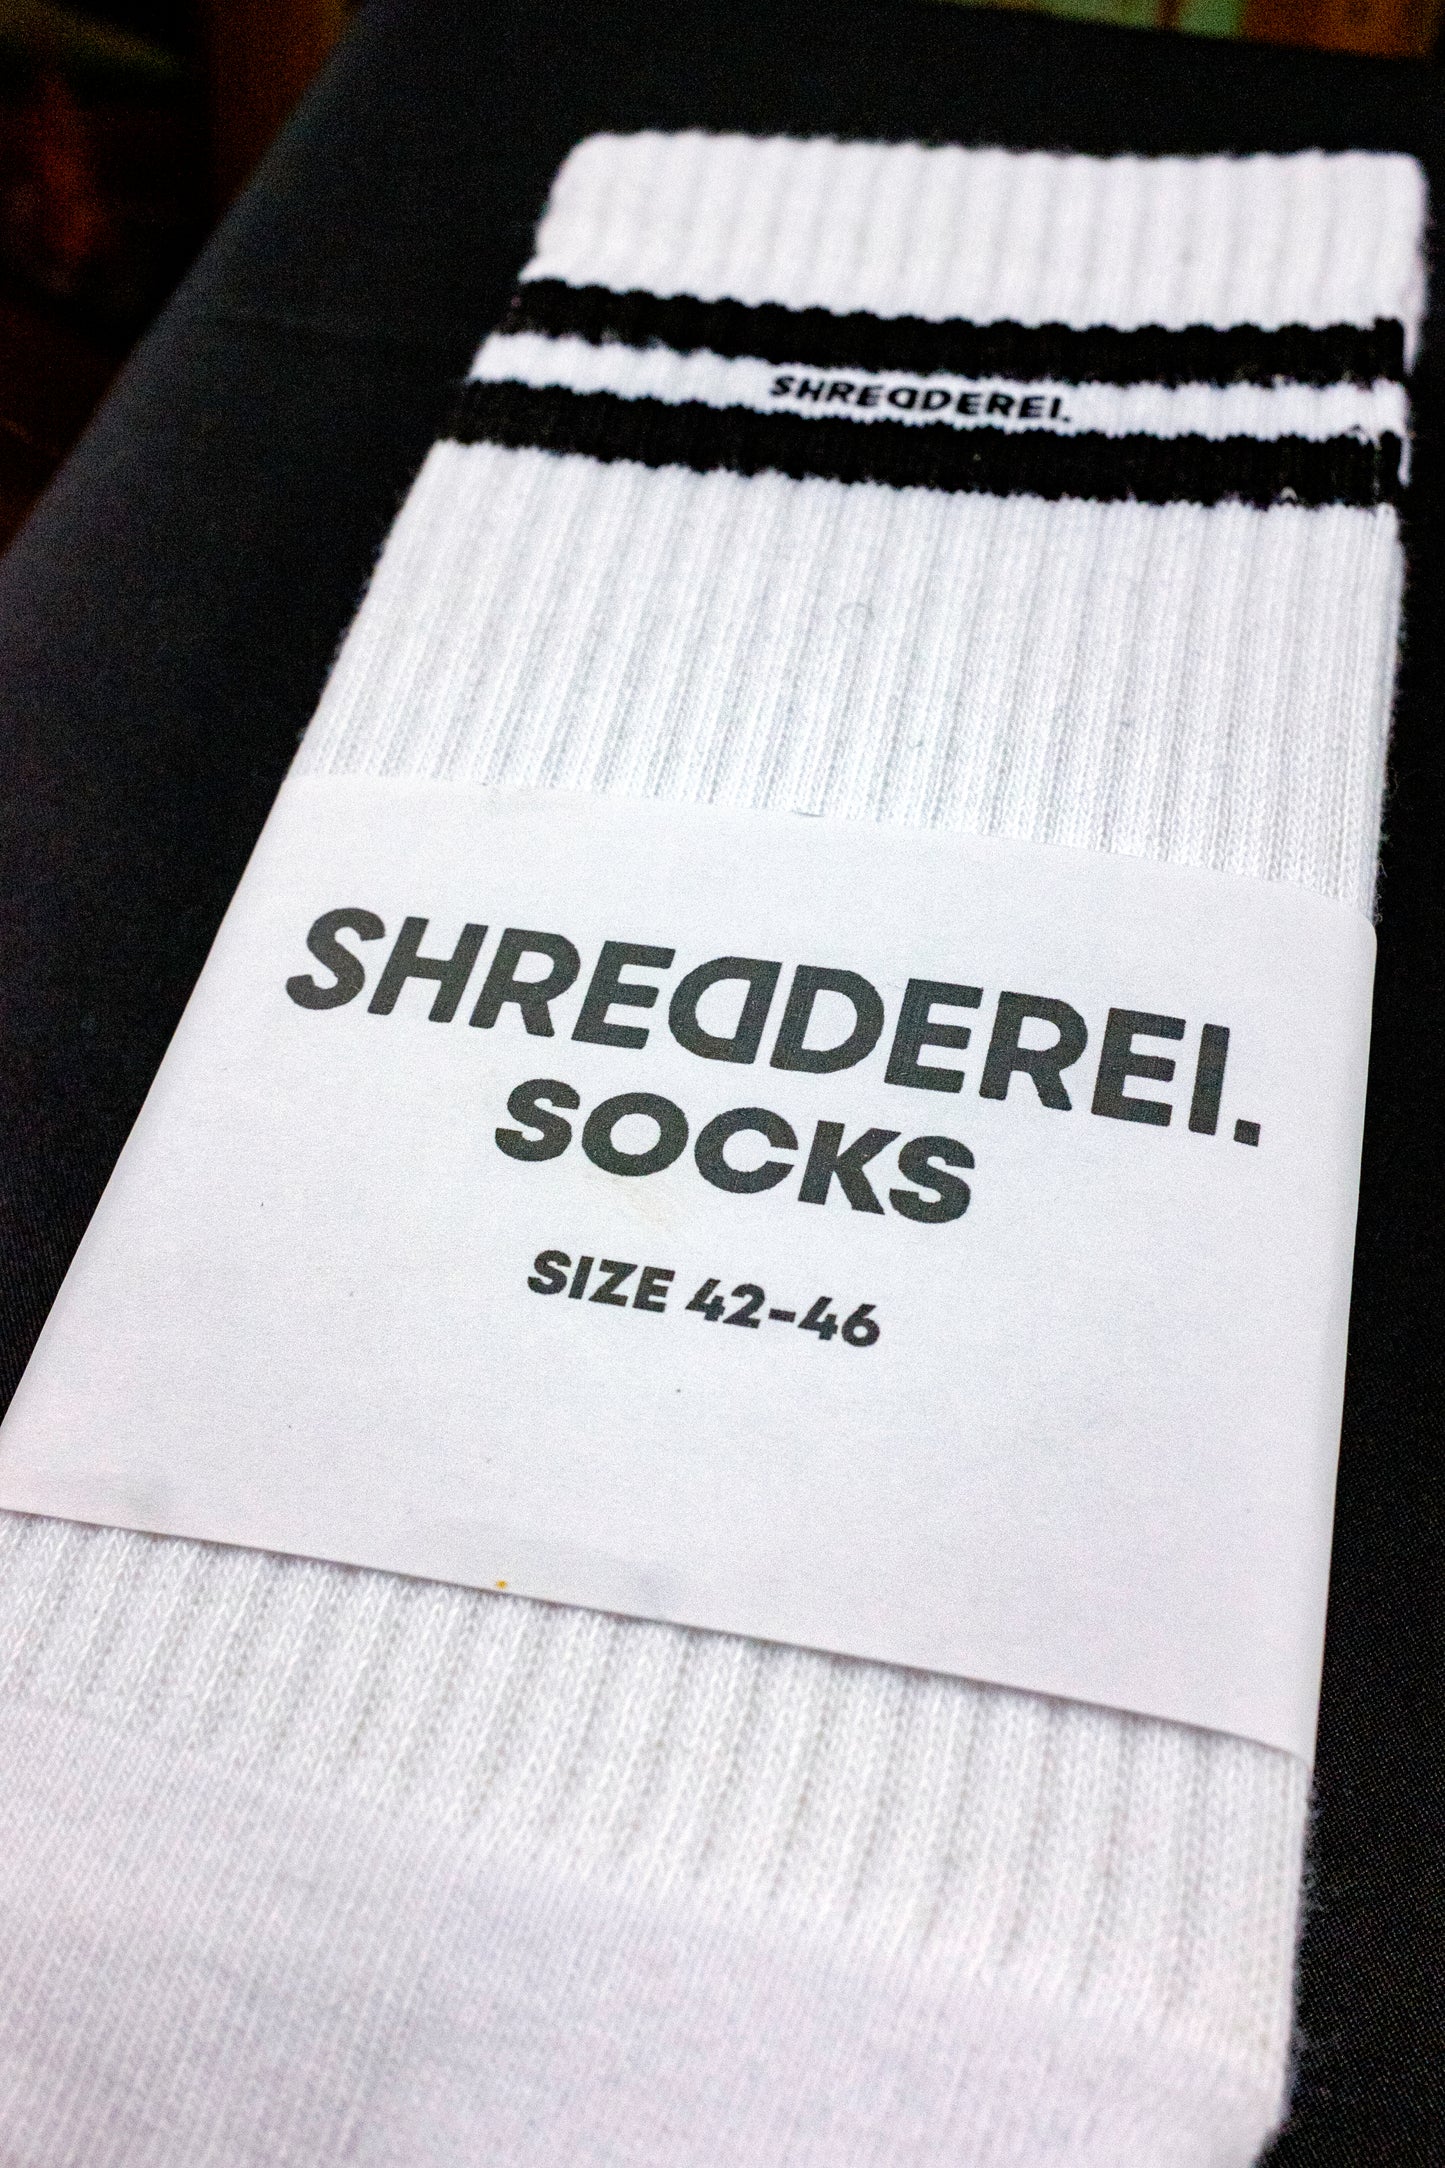 SHREDDEREI.
SHREDDEREI.
SOCKS
SIZE 42-46